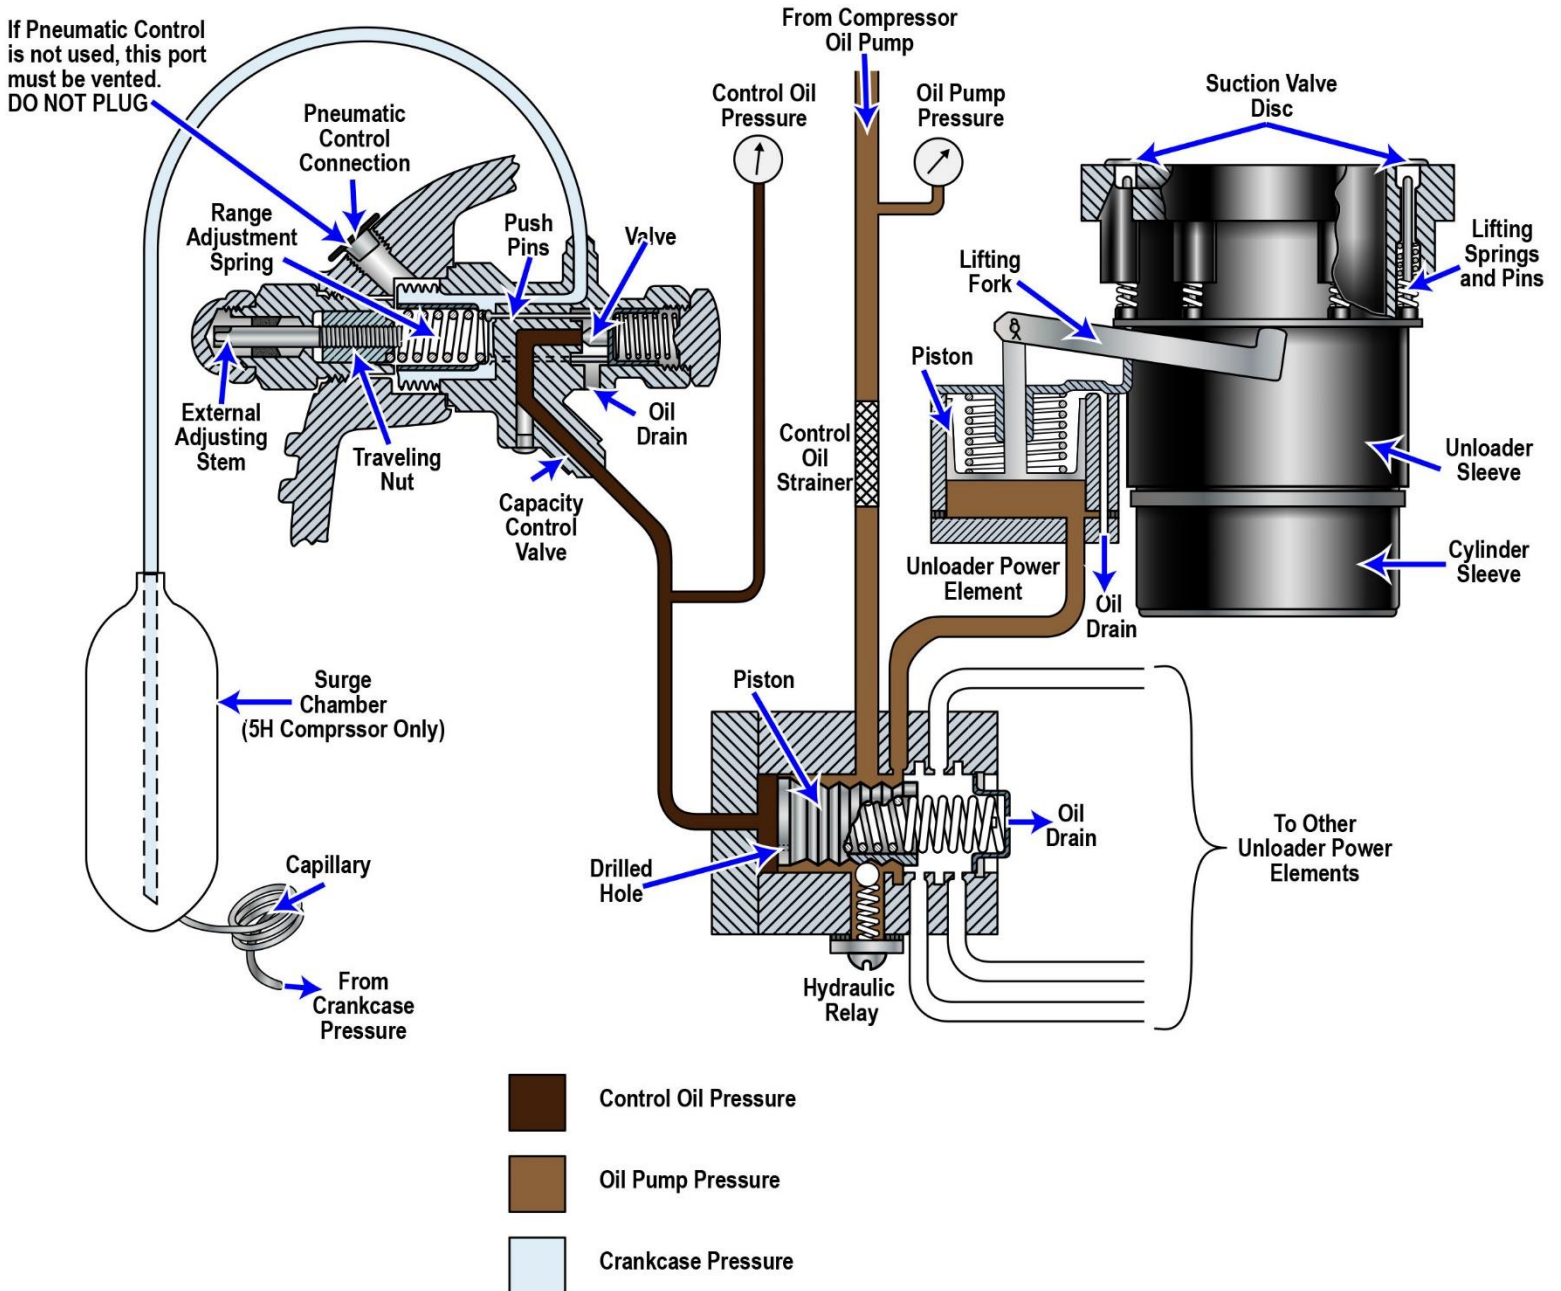 If Pneumatic Control
is not used, this port
must be vented.
DO NOT PLUG
Pneumatic
Control
Connection
Range
Adjustment
Spring
Push
Pins
Valve
External
Adjusting
Stem
Traveling
Nut
Capacity
Control
Valve
Oil
Drain
Control Oil
Pressure
From Compressor
Oil Pump
Oil Pump
Pressure
Suction Valve
Disc
Lifting
Springs
and Pins
Lifting
Fork
Piston
Control
Oil
Strainer
Unloader Power
Element
Oil
Drain
Unloader
Sleeve
Cylinder
Sleeve
Surge
Chamber
(5H Comprssor Only)
Capillary
From
Crankcase
Pressure
Piston
Drilled
Hole
Hydraulic
Relay
Oil
Drain
To Other
Unloader Power
Elements
Control Oil Pressure
Oil Pump Pressure
Crankcase Pressure